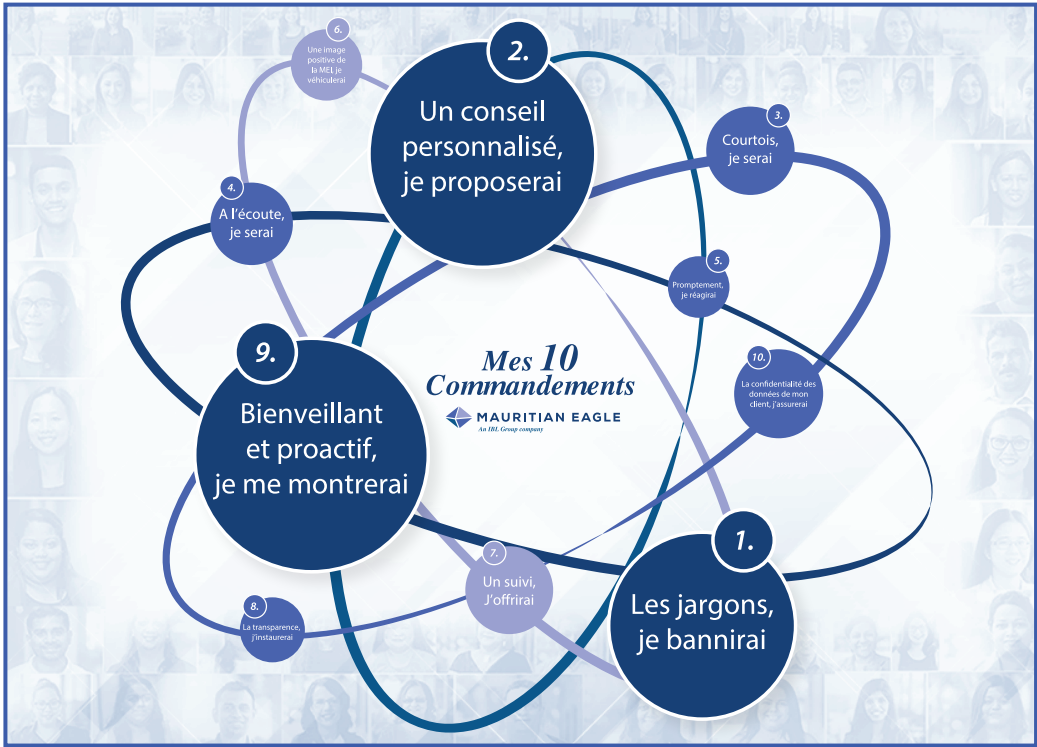 6.
Une image
positive de
la MEI, je
véhiculerai
2.
Un conseil
personnalisé,
je proposerai
3.
Courtois,
je serai
4.
A l'écoute,
je serai
5.
Promptement,
je réagirai
9.
Bienveillant
et proactif,
je me montrerai
Mes 10
Commandements
MAURITIAN EAGLE
An IBL Group company
10.
La confidentialité des
données de mon
client, j'assurerai
7.
Un suivi,
J'offrirai
1.
Les jargons,
je bannirai
8.
La transparence,
j'instaurerai